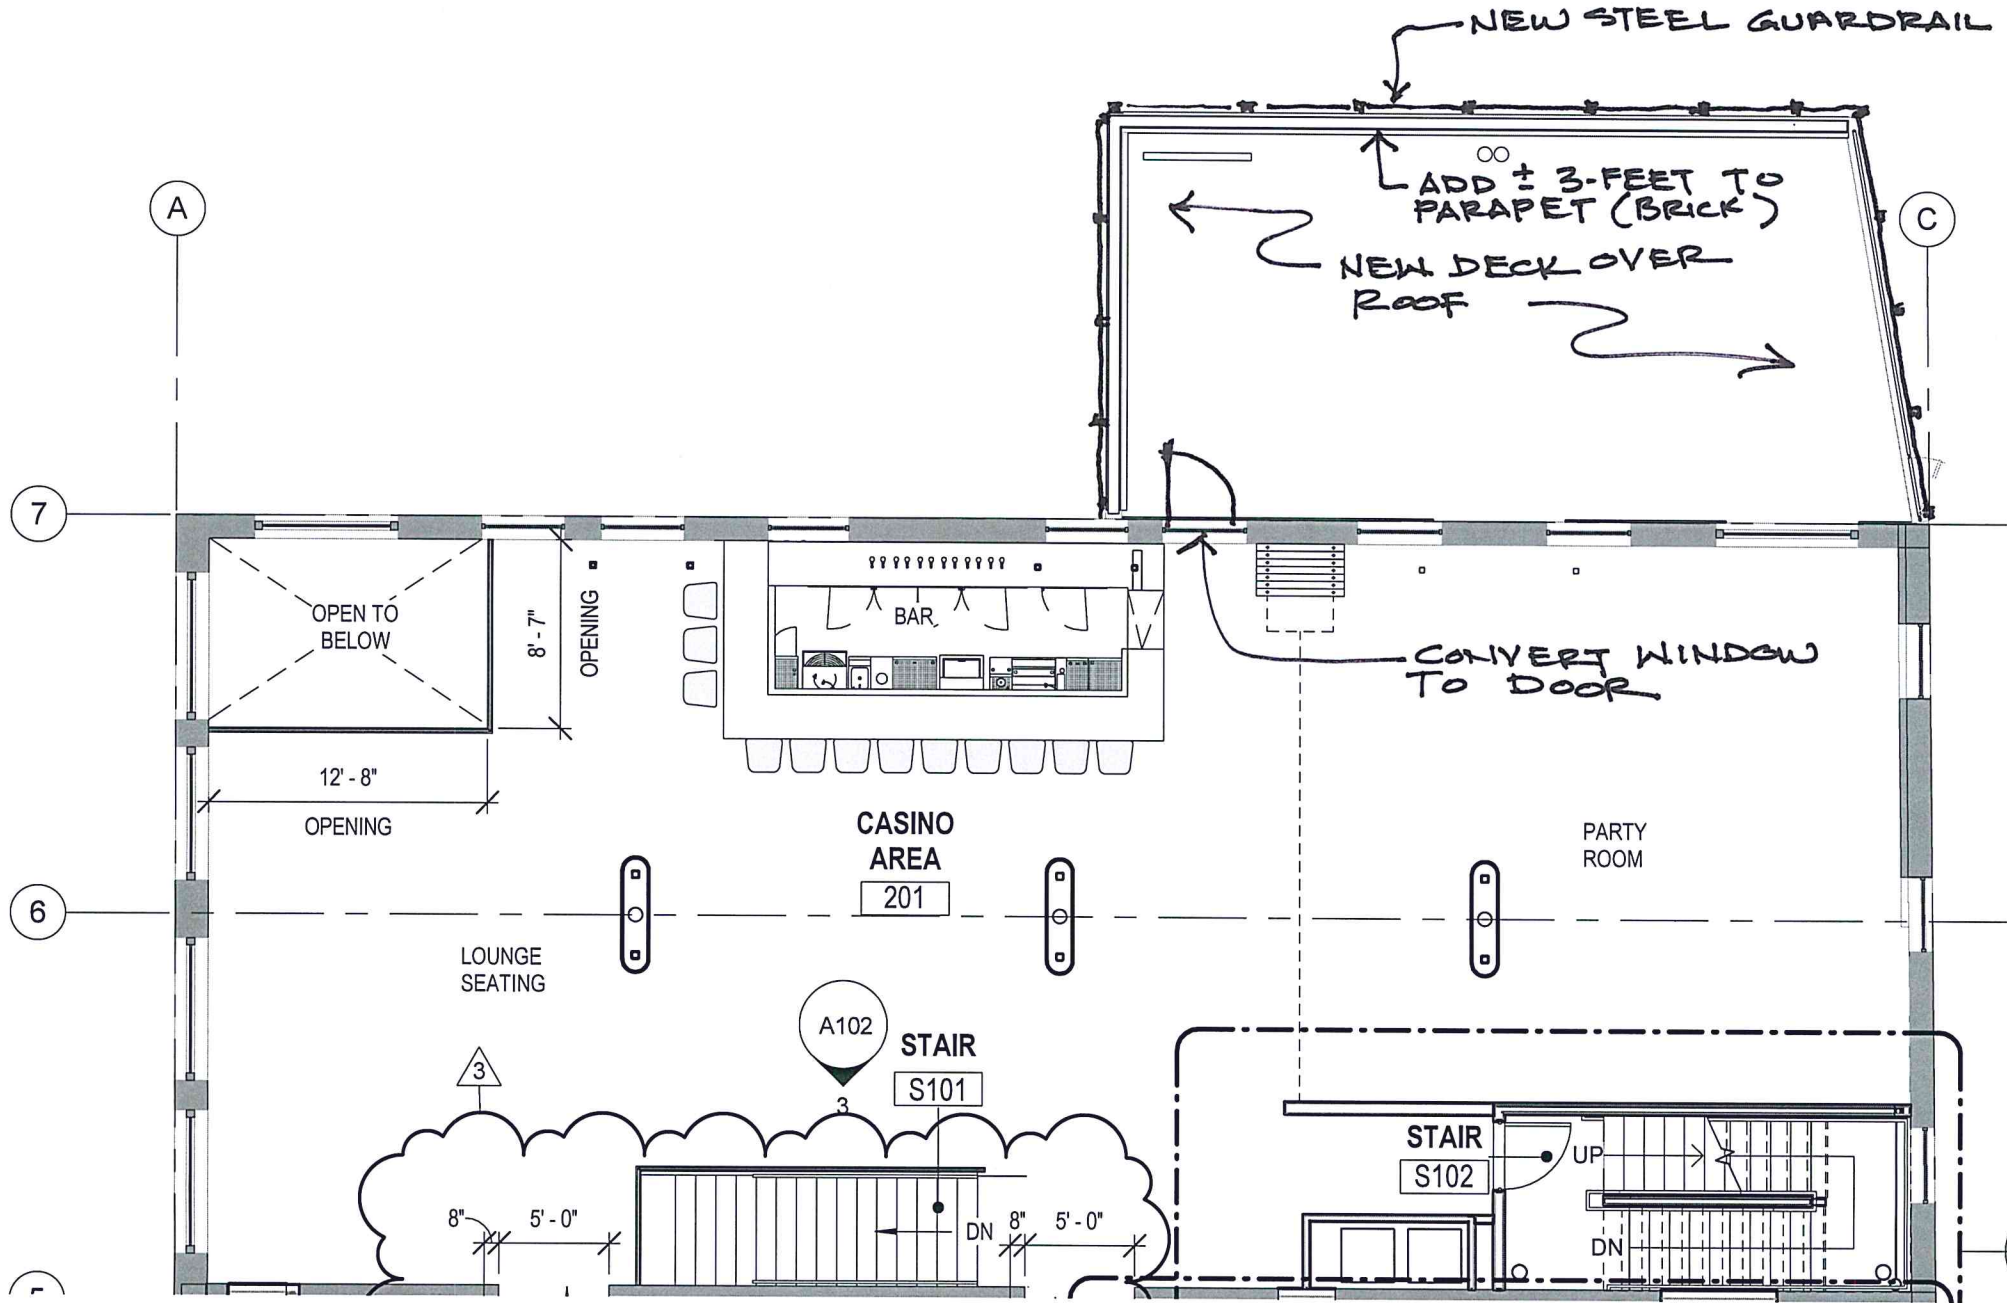 NEW STEEL GUARDRAIL
ADD ± 3-FEET TO
PARAPET (BRICK)
NEW DECK OVER
ROOF
A
C
7
OPEN TO
BELOW
8' - 7"
OPENING
BAR
CONVERT WINDOW
TO DOOR
12' - 8"
OPENING
CASINO
AREA
201
PARTY
ROOM
6
LOUNGE
SEATING
A102
3
STAIR
S101
3
STAIR
S102
UP
8"
5' - 0"
DN
8"
5' - 0"
DN